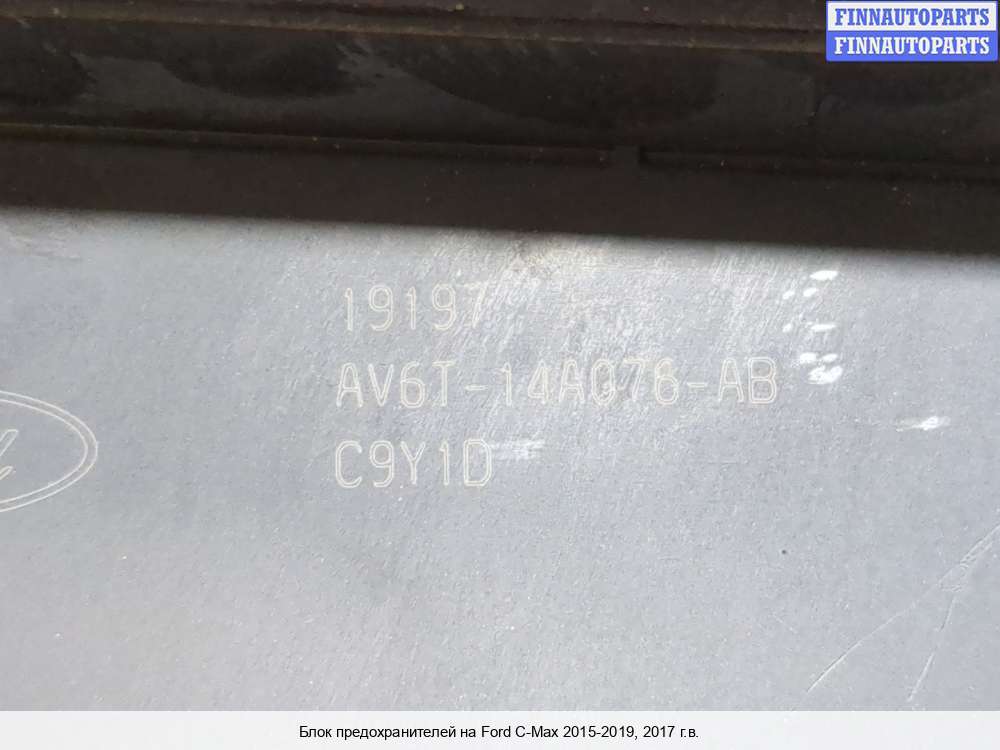 FINNAUTOPARTS
FINNAUTOPARTS
19197
AV6T-14A076-AB
C9Y1D
Блок предохранителей на Ford C-Max 2015-2019, 2017 г.в.